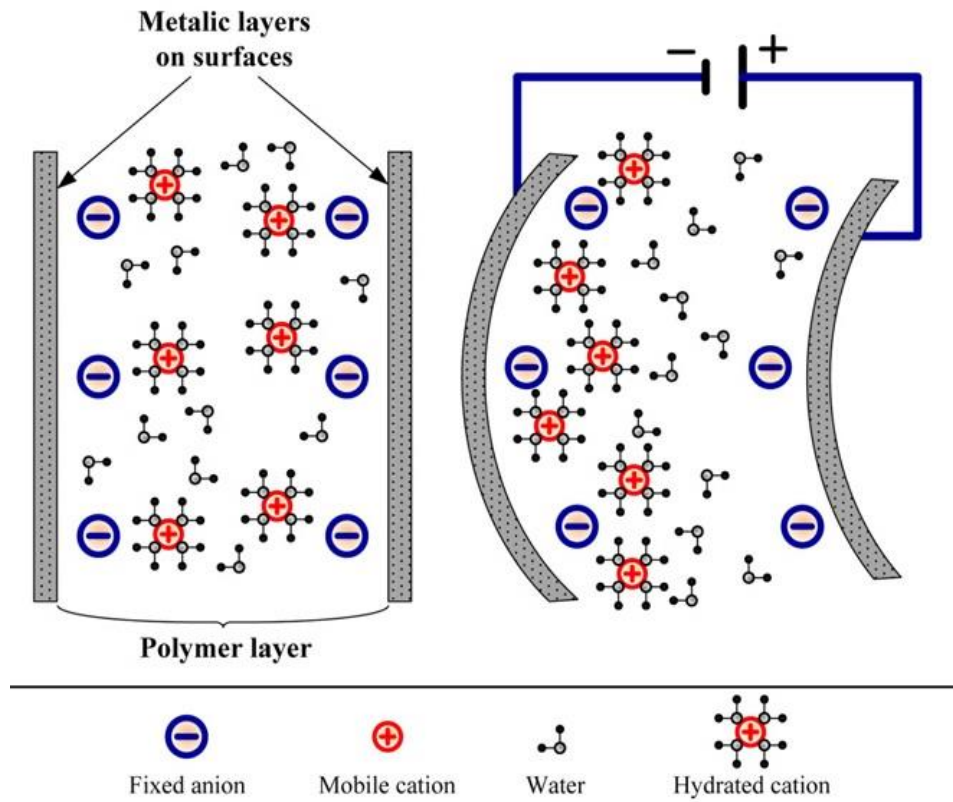 Metalic layers
on surfaces
− +
Polymer layer
Fixed anion
Mobile cation
Water
Hydrated cation